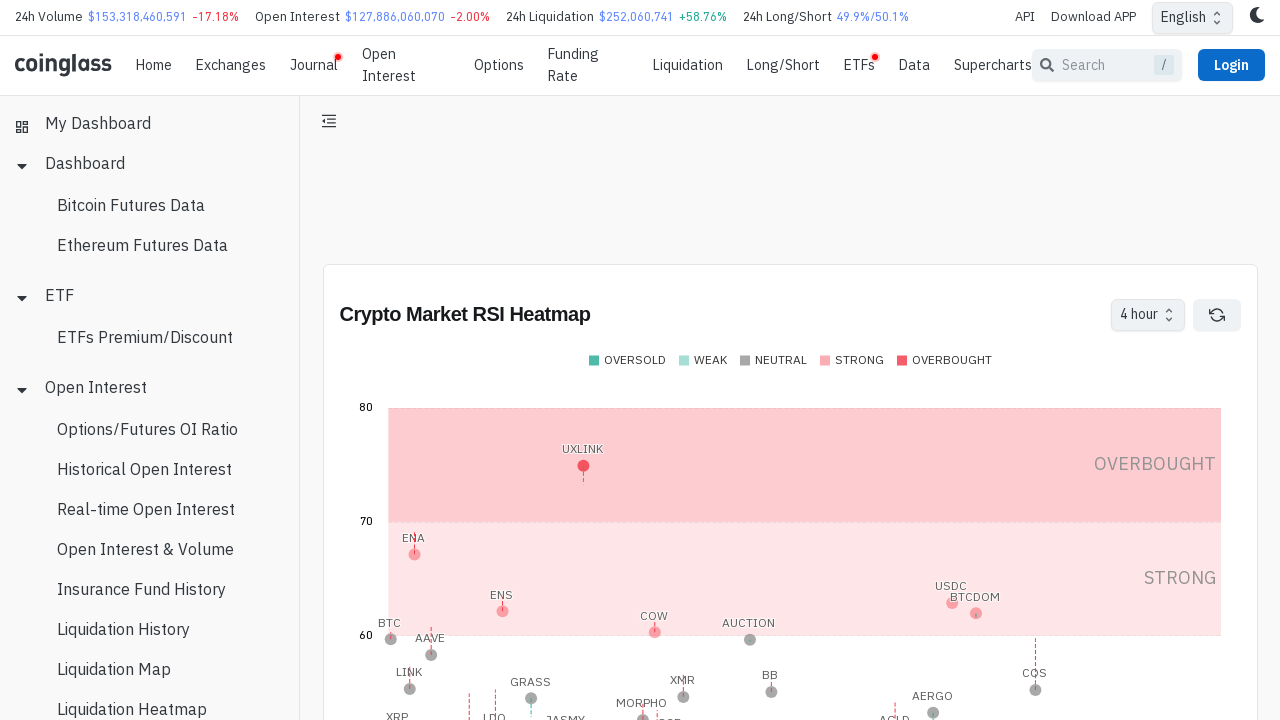 24h Volume $153,318,460,591 -17.18% Open Interest $127,886,060,070 -2.00% 24h Liquidation $252,060,741 +58.76% 24h Long/Short 49.9%/50.1% API Download APP English
coinglass Home Exchanges Journal Open Interest Options Funding Rate Liquidation Long/Short ETFs Data Supercharts Search / Login
My Dashboard
Dashboard
Bitcoin Futures Data
Ethereum Futures Data
ETF
ETFs Premium/Discount
Open Interest
Options/Futures OI Ratio
Historical Open Interest
Real-time Open Interest
Open Interest & Volume
Insurance Fund History
Liquidation History
Liquidation Map
Liquidation Heatmap
Crypto Market RSI Heatmap 4 hour
OVERSOLD WEAK NEUTRAL STRONG OVERBOUGHT
80
UXLINK
OVERBOUGHT
70
ENA
STRONG
USDC
ENS BTCDOM
COW
BTC AUCTION
60
AAVE
LINK BB COS
GRASS XMR
AERGO
MORPHO
XRP LDO JASMY